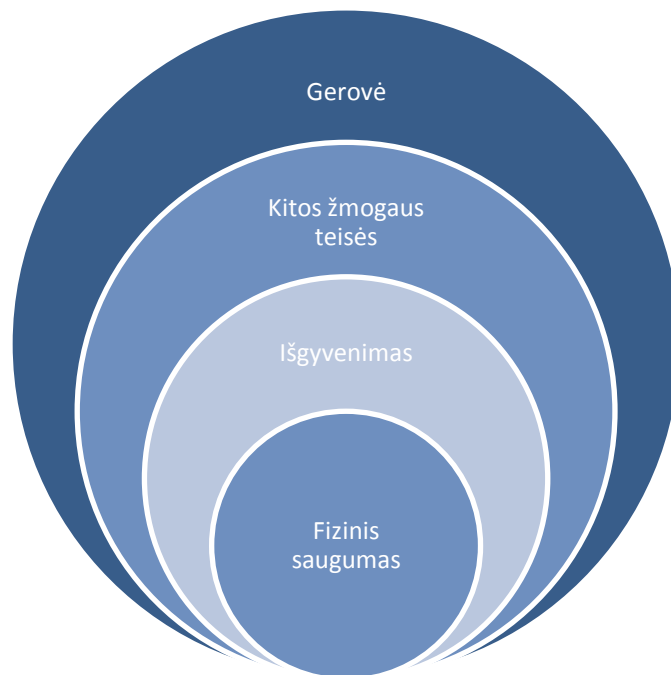 Gerovė
Kitos žmogaus
teisės
Išgyvenimas
Fizinis
saugumas